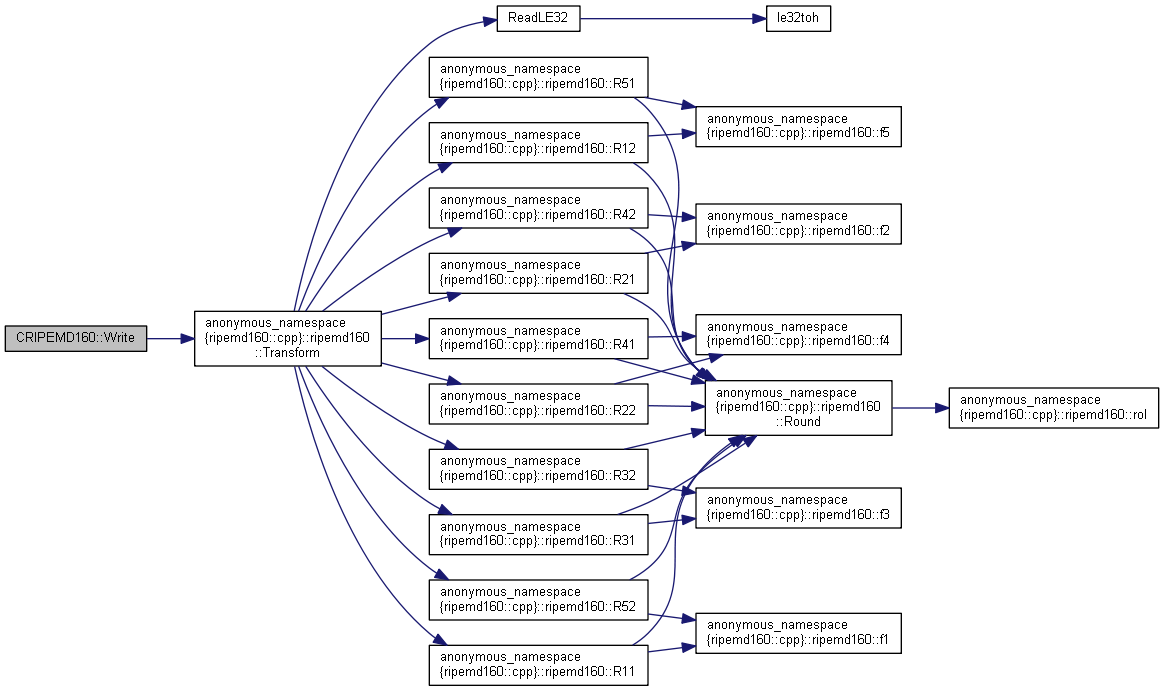 ReadLE32
le32toh
anonymous_namespace
{ripemd160::cpp}::ripemd160::R51
anonymous_namespace
{ripemd160::cpp}::ripemd160::f5
anonymous_namespace
{ripemd160::cpp}::ripemd160::R12
anonymous_namespace
{ripemd160::cpp}::ripemd160::R42
anonymous_namespace
{ripemd160::cpp}::ripemd160::f2
anonymous_namespace
{ripemd160::cpp}::ripemd160::R21
CRIPEMD160::Write
anonymous_namespace
{ripemd160::cpp}::ripemd160
::Transform
anonymous_namespace
{ripemd160::cpp}::ripemd160::R41
anonymous_namespace
{ripemd160::cpp}::ripemd160::f4
anonymous_namespace
{ripemd160::cpp}::ripemd160::R22
anonymous_namespace
{ripemd160::cpp}::ripemd160
::Round
anonymous_namespace
{ripemd160::cpp}::ripemd160::rol
anonymous_namespace
{ripemd160::cpp}::ripemd160::R32
anonymous_namespace
{ripemd160::cpp}::ripemd160::f3
anonymous_namespace
{ripemd160::cpp}::ripemd160::R31
anonymous_namespace
{ripemd160::cpp}::ripemd160::R52
anonymous_namespace
{ripemd160::cpp}::ripemd160::f1
anonymous_namespace
{ripemd160::cpp}::ripemd160::R11